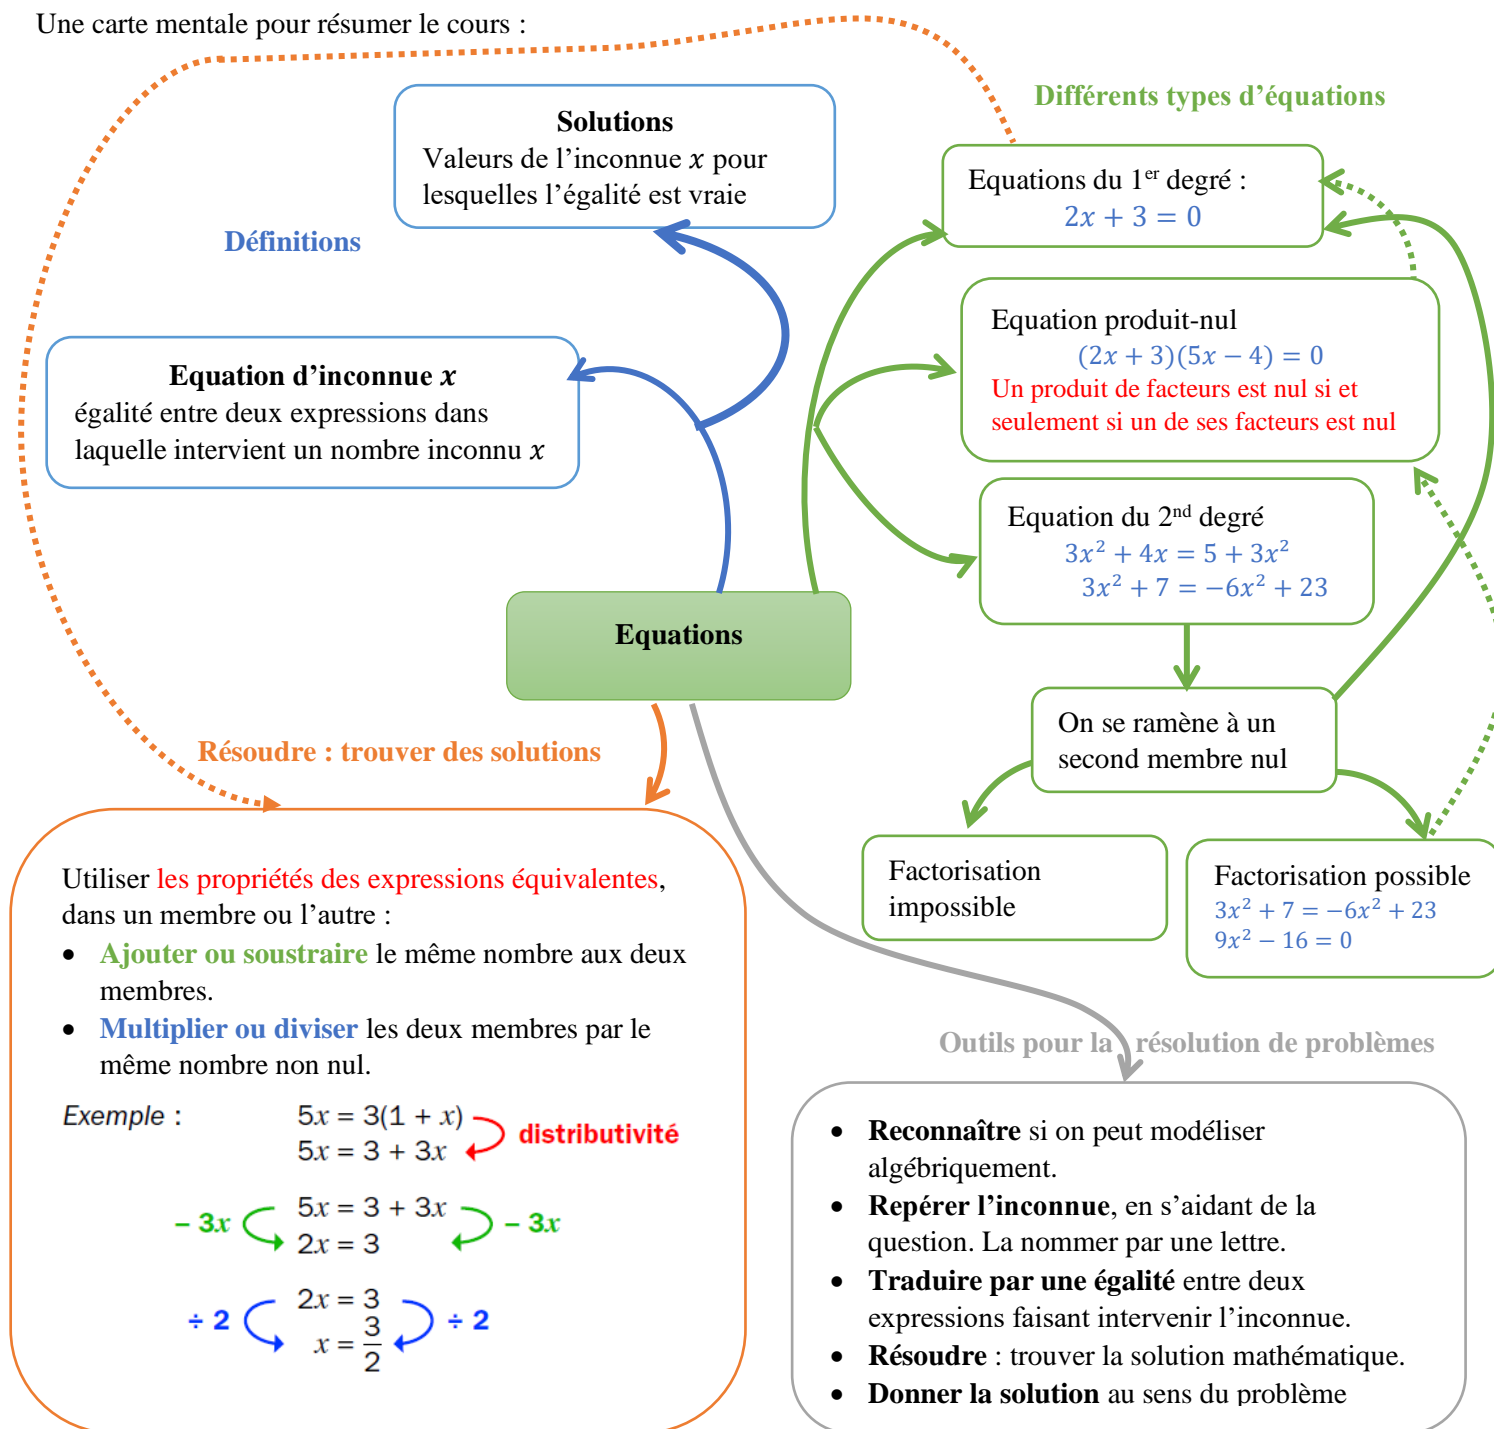 Une carte mentale pour résumer le cours :
Différents types d’équations
Solutions
Valeurs de l’inconnue x pour
lesquelles l’égalité est vraie
Définitions
Equation d’inconnue x
égalité entre deux expressions dans
laquelle intervient un nombre inconnu x
Equations du 1er degré :
2x + 3 = 0
Equation produit-nul
(2x + 3)(5x − 4) = 0
Un produit de facteurs est nul si et
seulement si un de ses facteurs est nul
Equation du 2nd degré
3x² + 4x = 5 + 3x²
3x² + 7 = −6x² + 23
Equations
On se ramène à un
second membre nul
Factorisation
impossible
Factorisation possible
3x² + 7 = −6x² + 23
9x² − 16 = 0
Résoudre : trouver des solutions
Utiliser les propriétés des expressions équivalentes,
dans un membre ou l’autre :
• Ajouter ou soustraire le même nombre aux deux
membres.
• Multiplier ou diviser les deux membres par le
même nombre non nul.
Exemple :
5x = 3(1 + x)
5x = 3 + 3x
distributivité
5x = 3 + 3x
– 3x
– 3x
2x = 3
2x = 3
÷ 2
÷ 2
x = 3/2
Outils pour la résolution de problèmes
• Reconnaître si on peut modéliser
algébriquement.
• Repérer l’inconnue, en s’aidant de la
question. La nommer par une lettre.
• Traduire par une égalité entre deux
expressions faisant intervenir l’inconnue.
• Résoudre : trouver la solution mathématique.
• Donner la solution au sens du problème